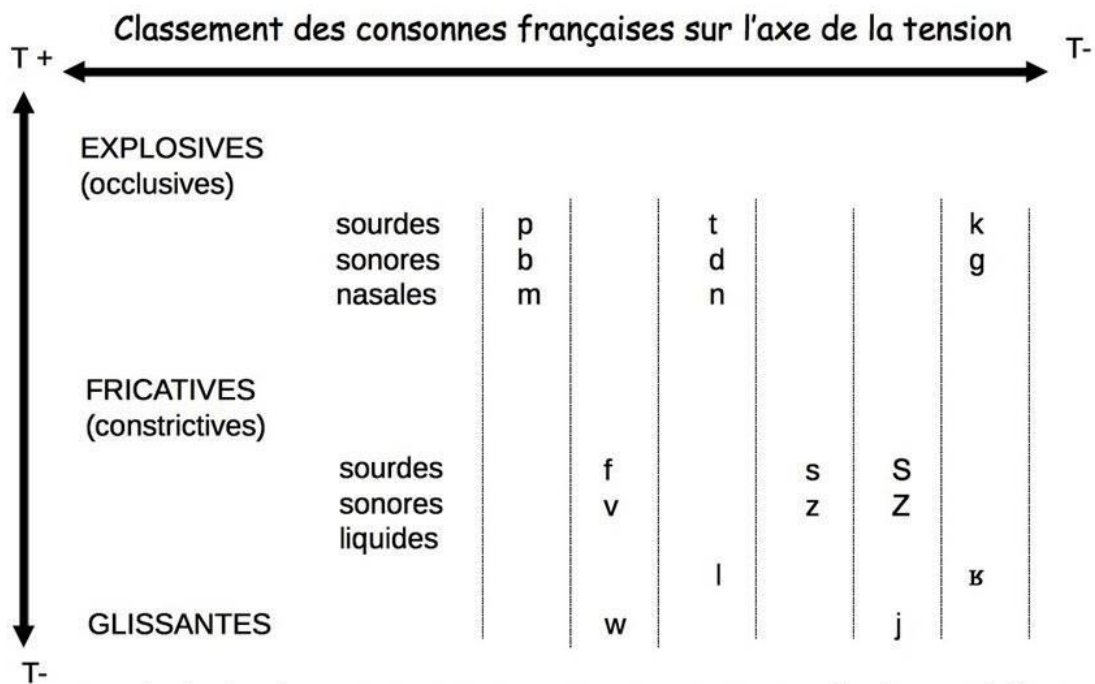 Classement des consonnes françaises sur l'axe de la tension
T + T-
EXPLOSIVES
(occlusives)
sourdes p t k
sonores b d g
nasales m n
FRICATIVES
(constrictives)
sourdes f s S
sonores v z Z
liquides
l ʁ
GLISSANTES w j
T-